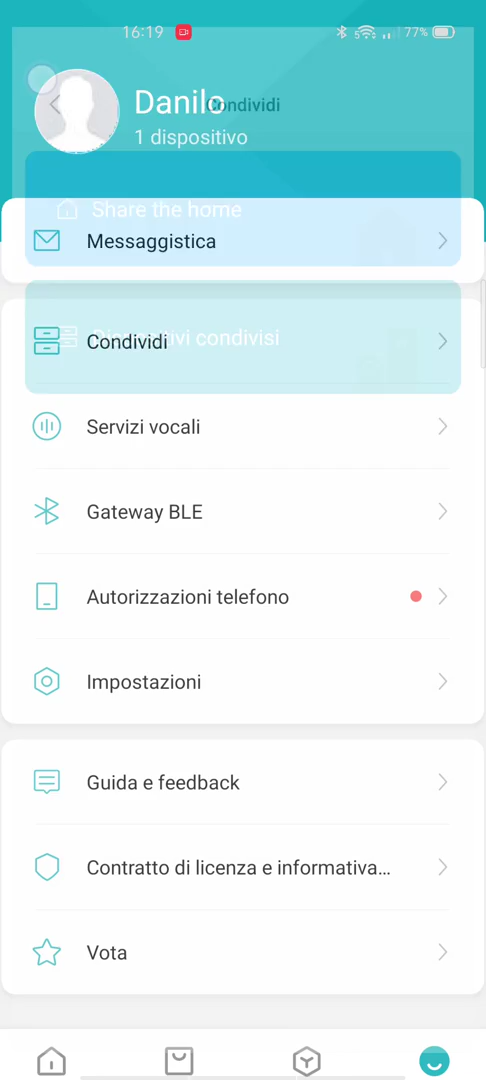 16:19
5
77%
Danilo
Condividi
1 dispositivo
Share the home
Messaggistica
Dispositivi condivisi
Condividi
Servizi vocali
Gateway BLE
Autorizzazioni telefono
Impostazioni
Guida e feedback
Contratto di licenza e informativa...
Vota